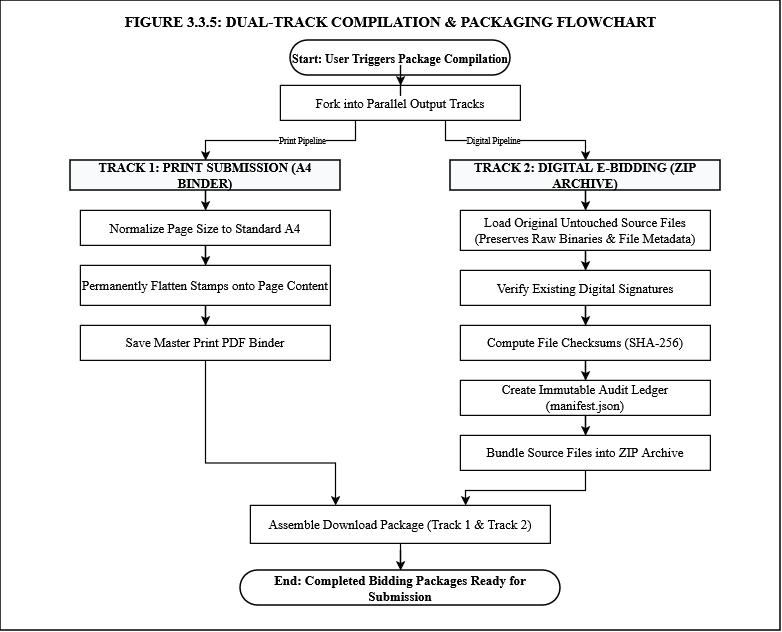 FIGURE 3.3.5: DUAL-TRACK COMPILATION & PACKAGING FLOWCHART
Start: User Triggers Package Compilation
Fork into Parallel Output Tracks
Print Pipeline
Digital Pipeline
TRACK 1: PRINT SUBMISSION (A4
BINDER)
TRACK 2: DIGITAL E-BIDDING (ZIP
ARCHIVE)
Normalize Page Size to Standard A4
Load Original Untouched Source Files
(Preserves Raw Binaries & File Metadata)
Permanently Flatten Stamps onto Page Content
Verify Existing Digital Signatures
Save Master Print PDF Binder
Compute File Checksums (SHA-256)
Create Immutable Audit Ledger
(manifest.json)
Bundle Source Files into ZIP Archive
Assemble Download Package (Track 1 & Track 2)
End: Completed Bidding Packages Ready for
Submission